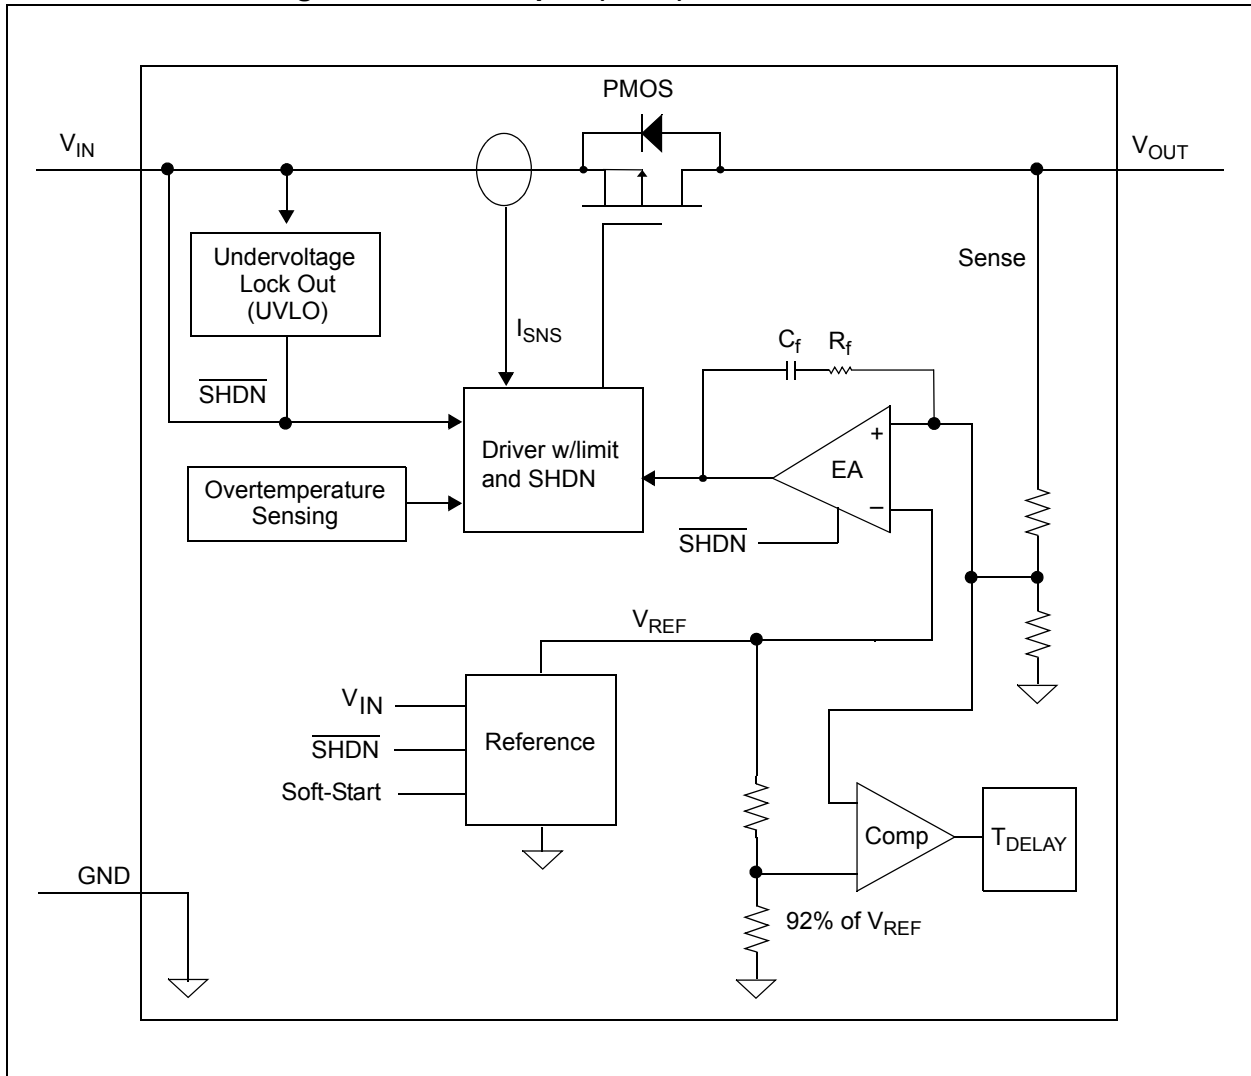 PMOS
V_IN
V_OUT
Undervoltage
Lock Out
(UVLO)
Sense
I_SNS
C_f
R_f
SHDN
Driver w/limit
and SHDN
+
EA
−
Overtemperature
Sensing
SHDN
V_REF
V_IN
SHDN
Soft-Start
Reference
Comp
T_DELAY
GND
92% of V_REF